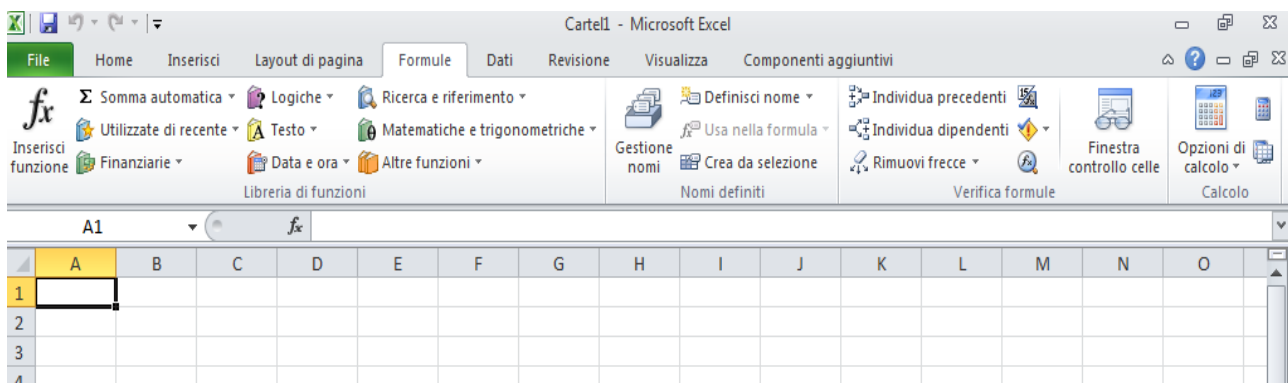 Cartel1 - Microsoft Excel
File Home Inserisci Layout di pagina Formule Dati Revisione Visualizza Componenti aggiuntivi
fx Inserisci funzione
Σ Somma automatica
Utilizzate di recente
Finanziarie
Logiche
Testo
Data e ora
Ricerca e riferimento
Matematiche e trigonometriche
Altre funzioni
Libreria di funzioni
Gestione
nomi
Definisci nome
Usa nella formula
Crea da selezione
Nomi definiti
Individua precedenti
Individua dipendenti
Rimuovi frecce
Finestra
controllo celle
Verifica formule
Opzioni di
calcolo
Calcolo
A1 fx
A B C D E F G H I J K L M N O
1
2
3
4